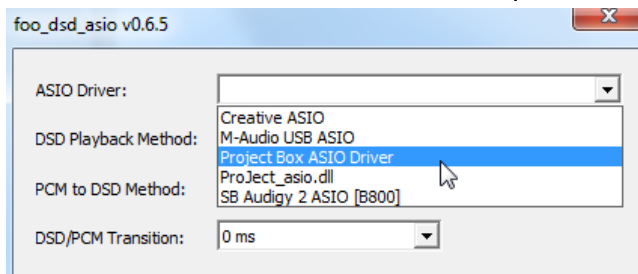 foo_dsd_asio v0.6.5
ASIO Driver:
Creative ASIO
DSD Playback Method:
M-Audio USB ASIO
Project Box ASIO Driver
ProJect_asio.dll
PCM to DSD Method:
SB Audigy 2 ASIO [B800]
DSD/PCM Transition:
0 ms